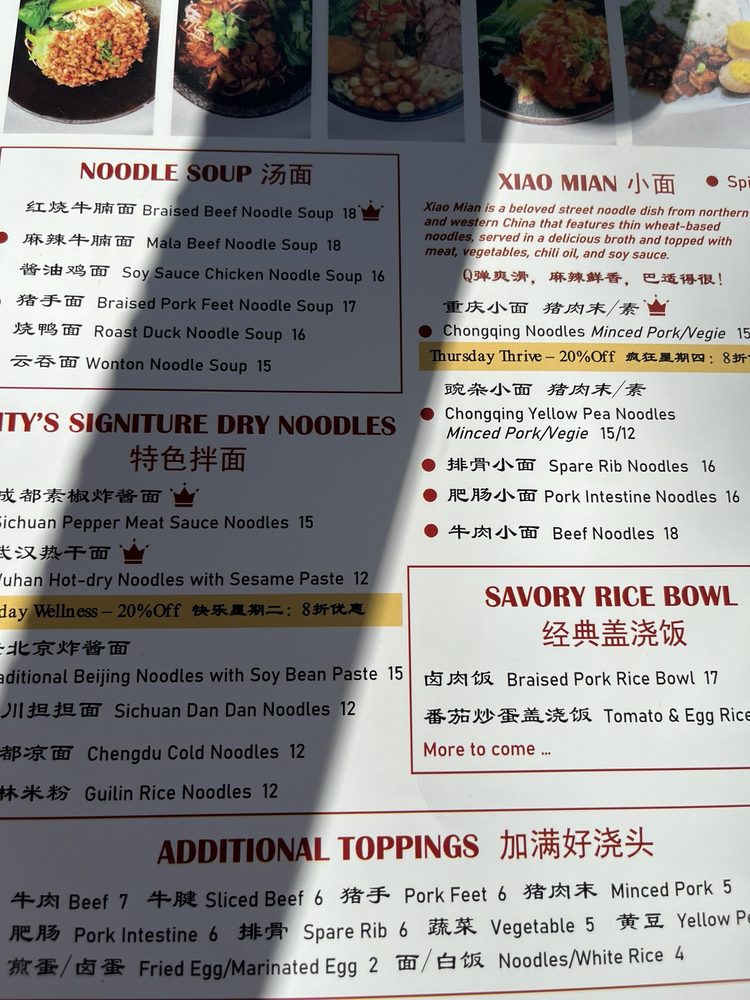 NOODLE SOUP 汤面
红烧牛腩面 Braised Beef Noodle Soup 18
麻辣牛腩面 Mala Beef Noodle Soup 18
酱油鸡面 Soy Sauce Chicken Noodle Soup 16
猪手面 Braised Pork Feet Noodle Soup 17
烧鸭面 Roast Duck Noodle Soup 16
云吞面 Wonton Noodle Soup 15
ITY'S SIGNITURE DRY NOODLES
特色拌面
成都素椒炸酱面
Sichuan Pepper Meat Sauce Noodles 15
武汉热干面
Wuhan Hot-dry Noodles with Sesame Paste 12
day Wellness – 20%Off 快乐星期二：8折优惠
北京炸酱面
aditional Beijing Noodles with Soy Bean Paste 15
川担担面 Sichuan Dan Dan Noodles 12
都凉面 Chengdu Cold Noodles 12
林米粉 Guilin Rice Noodles 12
XIAO MIAN 小面
Spi
Xiao Mian is a beloved street noodle dish from northern
and western China that features thin wheat-based
noodles, served in a delicious broth and topped with
meat, vegetables, chili oil, and soy sauce.
Q弹爽滑，麻辣鲜香，巴适得很！
重庆小面 猪肉末/素
Chongqing Noodles Minced Pork/Vegie 15
Thursday Thrive – 20%Off 疯狂星期四：8折
豌杂小面 猪肉末/素
Chongqing Yellow Pea Noodles
Minced Pork/Vegie 15/12
排骨小面 Spare Rib Noodles 16
肥肠小面 Pork Intestine Noodles 16
牛肉小面 Beef Noodles 18
SAVORY RICE BOWL
经典盖浇饭
卤肉饭 Braised Pork Rice Bowl 17
番茄炒蛋盖浇饭 Tomato & Egg Rice
More to come ...
ADDITIONAL TOPPINGS 加满好浇头
牛肉 Beef 7 牛腱 Sliced Beef 6 猪手 Pork Feet 6 猪肉末 Minced Pork 5
肥肠 Pork Intestine 6 排骨 Spare Rib 6 蔬菜 Vegetable 5 黄豆 Yellow Pe
煎蛋/卤蛋 Fried Egg/Marinated Egg 2 面/白饭 Noodles/White Rice 4